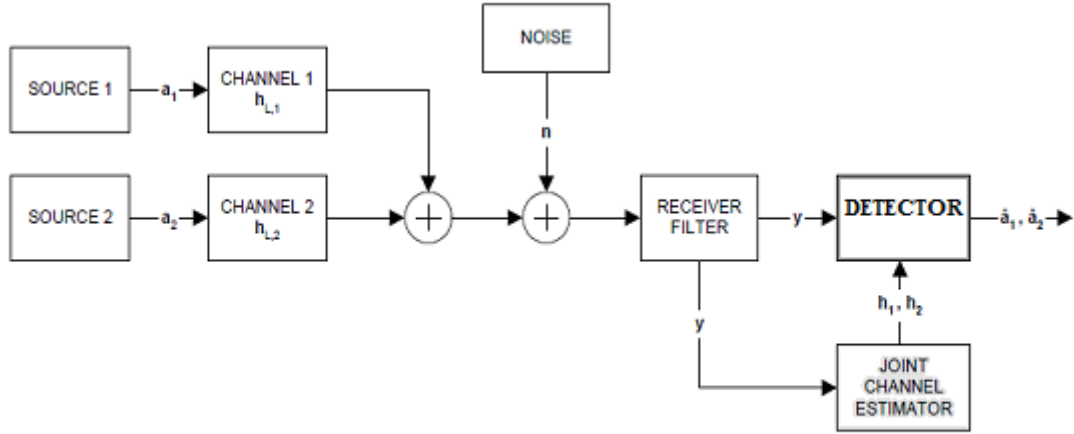 NOISE
SOURCE 1
a1
CHANNEL 1
hL,1
n
SOURCE 2
a2
CHANNEL 2
hL,2
RECEIVER
FILTER
y
DETECTOR
â1, â2
y
h1, h2
JOINT
CHANNEL
ESTIMATOR